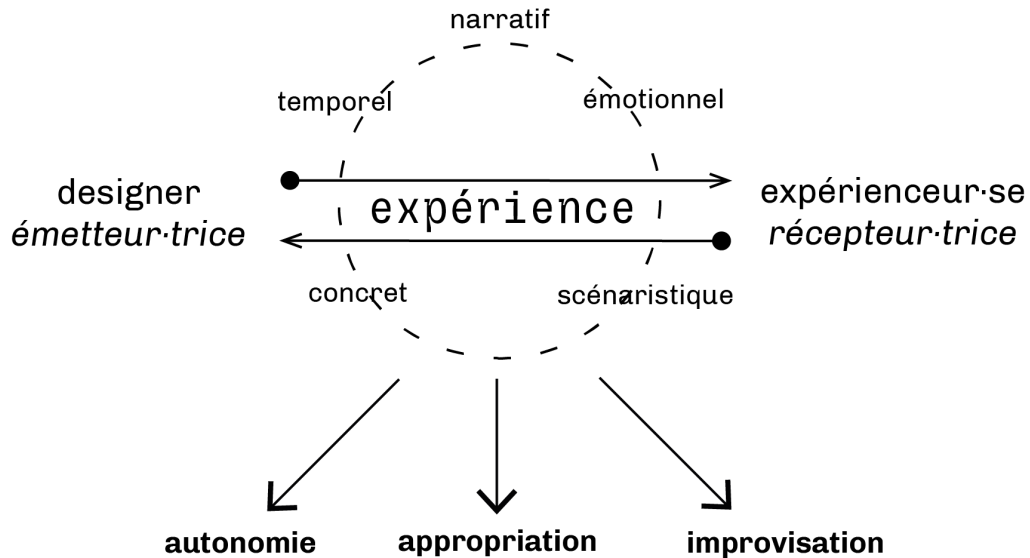 narratif
temporel
émotionnel
designer
émetteur·trice
expérience
expérienceur·se
récepteur·trice
concret
scénaristique
autonomie
appropriation
improvisation